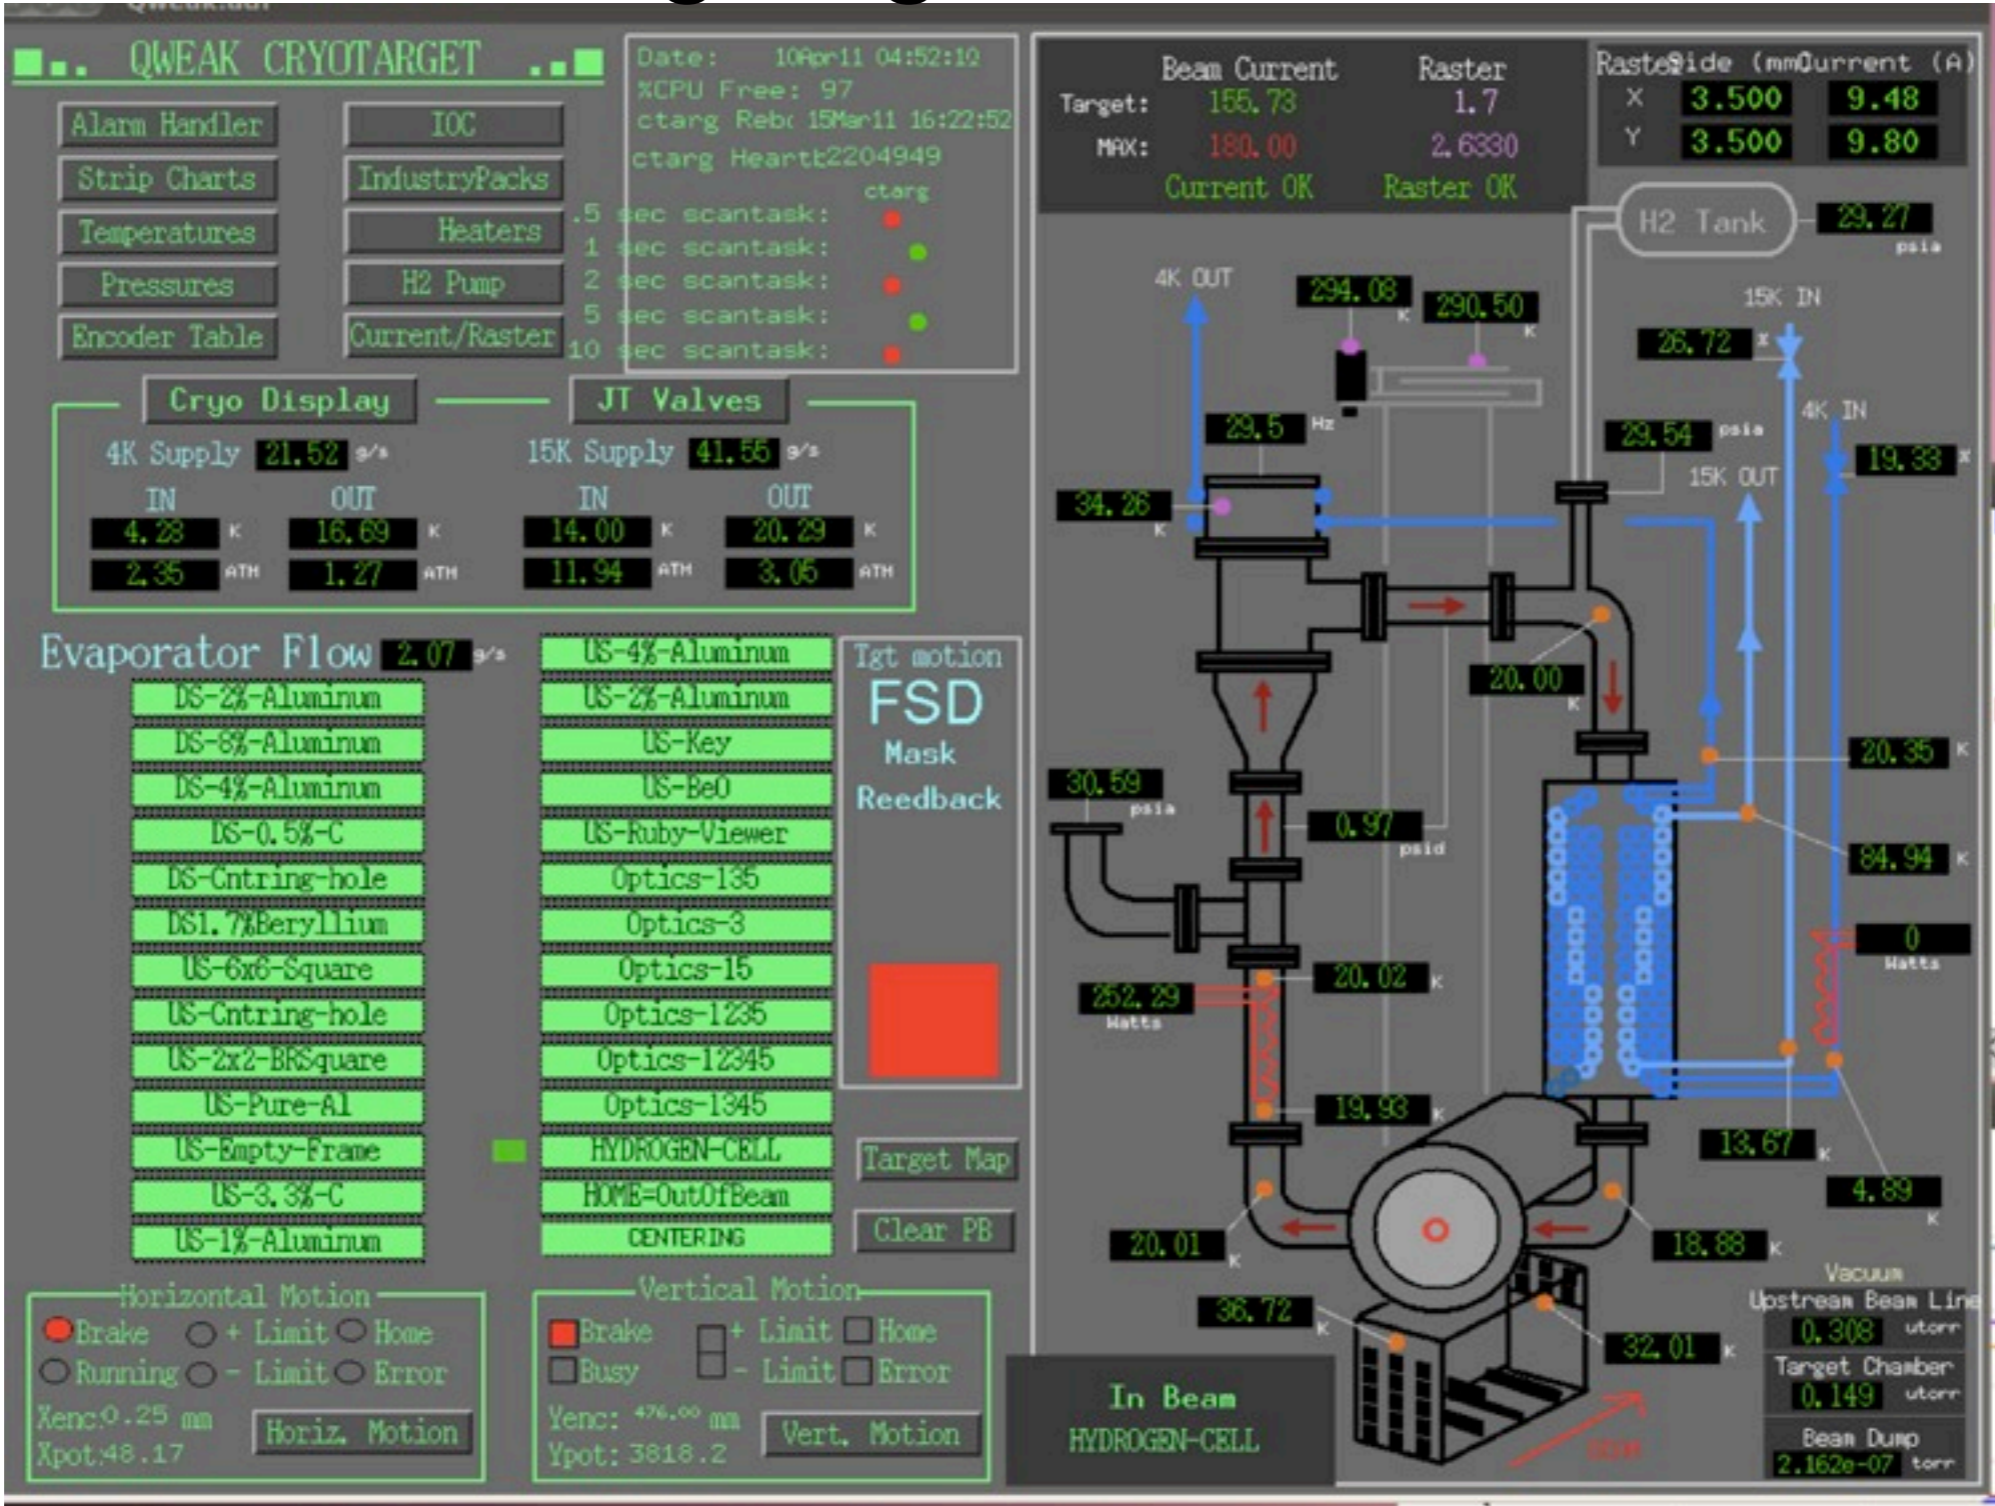 QWEAK CRYOTARGET
Alarm Handler
IOC
Strip Charts
IndustryPacks
Temperatures
Heaters
Pressures
H2 Pump
Encoder Table
Current/Raster
Date: 10Apr11 04:52:10
%CPU Free: 97
ctarg Reb 15Mar11 16:22:52
ctarg Heart 2204949
ctarg
.5 sec scantask:
1 sec scantask:
2 sec scantask:
5 sec scantask:
10 sec scantask:
Cryo Display
JT Valves
4K Supply 21.52 g/s
15K Supply 41.55 g/s
IN OUT
IN OUT
4.28 K 16.69 K
14.00 K 20.29 K
2.35 ATM 1.27 ATM
11.94 ATM 3.05 ATM
Evaporator Flow 2.07 g/s
DS-2%-Aluminum
DS-8%-Aluminum
DS-4%-Aluminum
DS-0.5%-C
DS-Cntring-hole
DS1.7%Beryllium
US-6x6-Square
US-Cntring-hole
US-2x2-BRSquare
US-Pure-Al
US-Empty-Frame
US-3.3%-C
US-1%-Aluminum
US-4%-Aluminum
US-2%-Aluminum
US-Key
US-BeO
US-Ruby-Viewer
Optics-135
Optics-3
Optics-15
Optics-1235
Optics-12345
Optics-1345
HYDROGEN-CELL
HOME=OutOfBeam
CENTERING
Tgt motion
FSD
Mask
Reedback
Target Map
Clear PB
Horizontal Motion
Brake + Limit Home
Running - Limit Error
Xenc:0.25 mm
Xpot:48.17
Horiz. Motion
Vertical Motion
Brake + Limit Home
Busy - Limit Error
Yenc: 476.00 mm
Ypot: 3818.2
Vert. Motion
Beam Current Raster
Target: 155.73 1.7
MAX: 180.00 2.6330
Current OK Raster OK
Raster Side (mm) Current (A)
X 3.500 9.48
Y 3.500 9.80
H2 Tank
29.27
psia
4K OUT
294.08
K
290.50
K
15K IN
26.72 %
4K IN
29.5 Hz
29.54 psia
19.33 %
15K OUT
34.26
K
20.00
K
20.35 K
30.59
psia
0.97
psid
84.94 K
0
Watts
20.02 K
252.29
Watts
19.93 K
13.67 K
4.89
K
20.01 K
18.88 K
36.72
K
32.01 K
Vacuum
Upstream Beam Line
0.308 utorr
Target Chamber
0.149 utorr
Beam Dump
2.162e-07 torr
In Beam
HYDROGEN-CELL